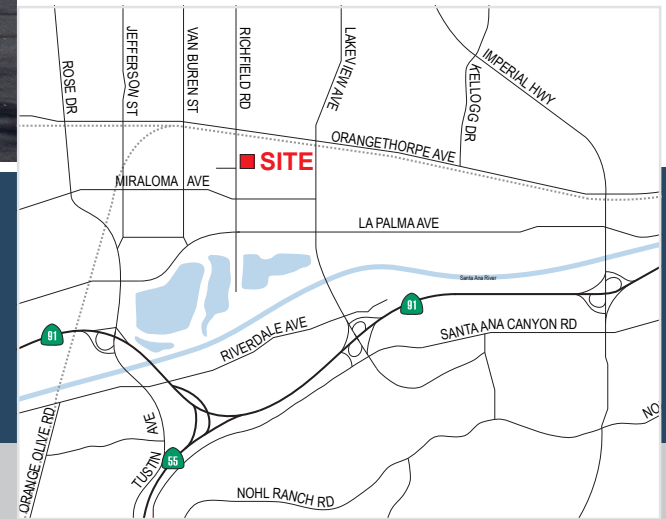 ROSE DR
JEFFERSON ST
VAN BUREN ST
RICHFIELD RD
LAKEVIEW AVE
KELLOGG DR
IMPERIAL HWY
ORANGETHORPE AVE
SITE
MIRALOMA AVE
LA PALMA AVE
Santa Ana River
91
91
RIVERDALE AVE
SANTA ANA CANYON RD
ORANGE OLIVE RD
TUSTIN AVE
55
NOHL RANCH RD
NO